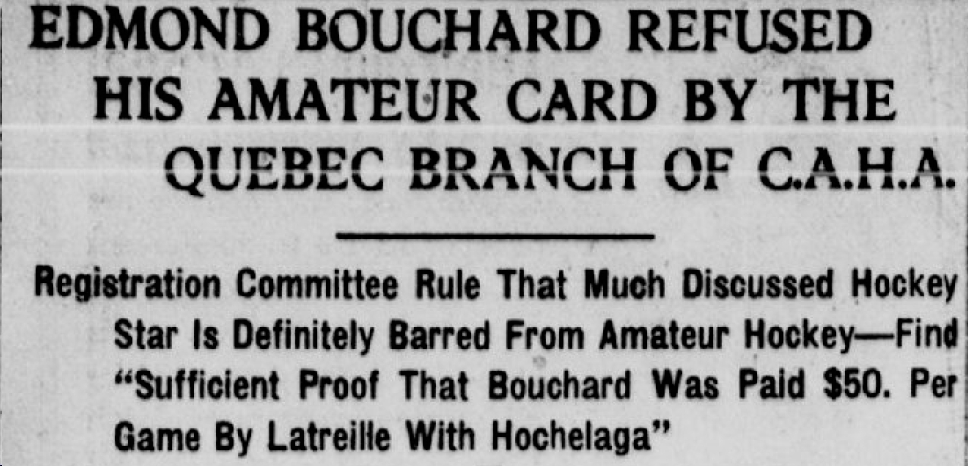 EDMOND BOUCHARD REFUSED
HIS AMATEUR CARD BY THE
QUEBEC BRANCH OF C.A.H.A.
Registration Committee Rule That Much Discussed Hockey
Star Is Definitely Barred From Amateur Hockey—Find
“Sufficient Proof That Bouchard Was Paid $50. Per
Game By Latreille With Hochelaga”